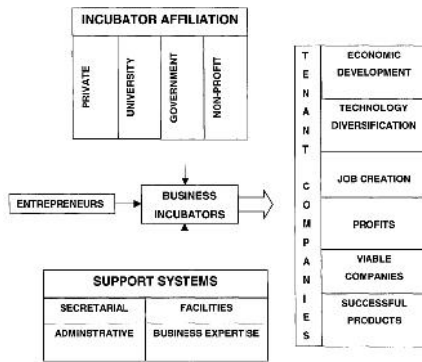 INCUBATOR AFFILIATION
PRIVATE
UNIVERSITY
GOVERNMENT
NON-PROFIT
ENTREPRENEURS
BUSINESS
INCUBATORS
SUPPORT SYSTEMS
SECRETARIAL
FACILITIES
ADMINSTRATIVE
BUSINESS EXPERTISE
TENANT COMPANIES
ECONOMIC
DEVELOPMENT
TECHNOLOGY
DIVERSIFICATION
JOB CREATION
PROFITS
VIABLE
COMPANIES
SUCCESSFUL
PRODUCTS